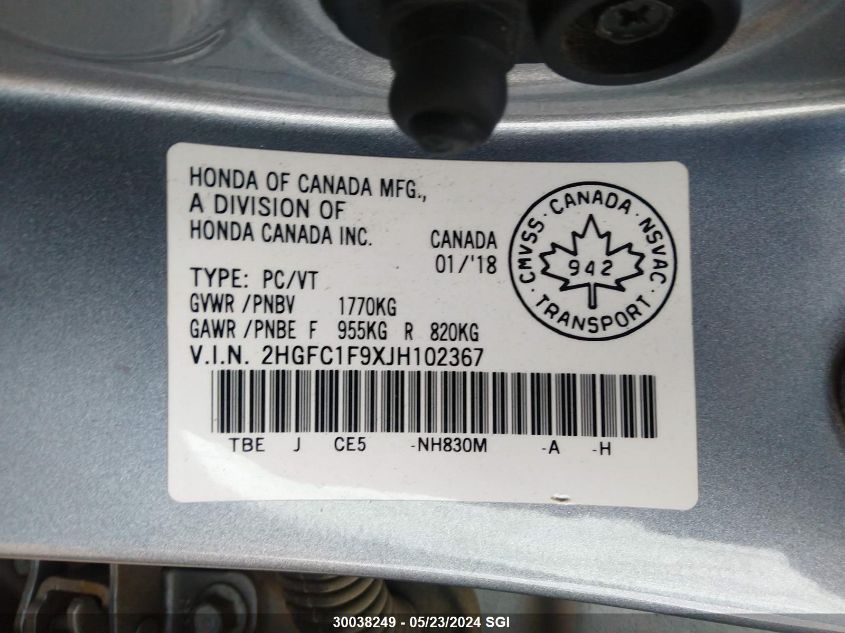 HONDA OF CANADA MFG.,
A DIVISION OF
HONDA CANADA INC.
CANADA
01/'18
TYPE: PC/VT
GVWR /PNBV 1770KG
GAWR /PNBE F 955KG R 820KG
V.I.N. 2HGFC1F9XJH102367
TBE J CE5 -NH830M -A -H
CMVSS · CANADA · NSVAC
942
TRANSPORT
30038249 - 05/23/2024 SGI